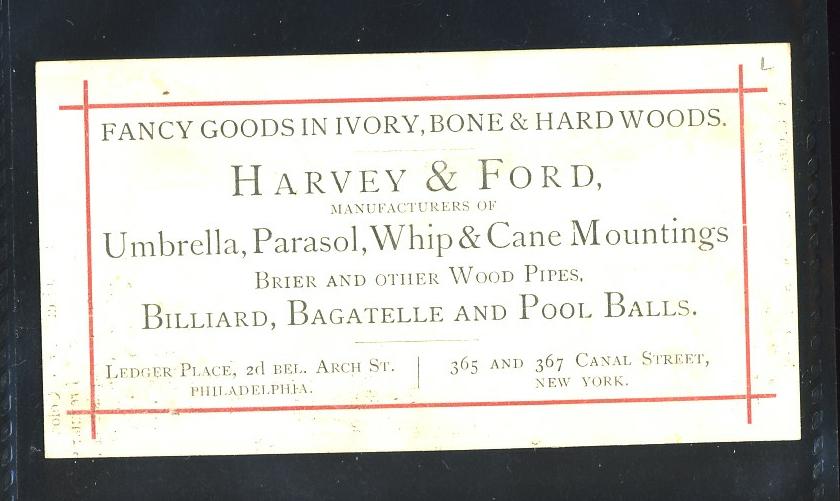 L
FANCY GOODS IN IVORY, BONE & HARD WOODS.
HARVEY & FORD,
MANUFACTURERS OF
Umbrella, Parasol, Whip & Cane Mountings
BRIER AND OTHER WOOD PIPES,
BILLIARD, BAGATELLE AND POOL BALLS.
LEDGER PLACE, 2d BEL. ARCH ST.
PHILADELPHIA.
365 AND 367 CANAL STREET,
NEW YORK.